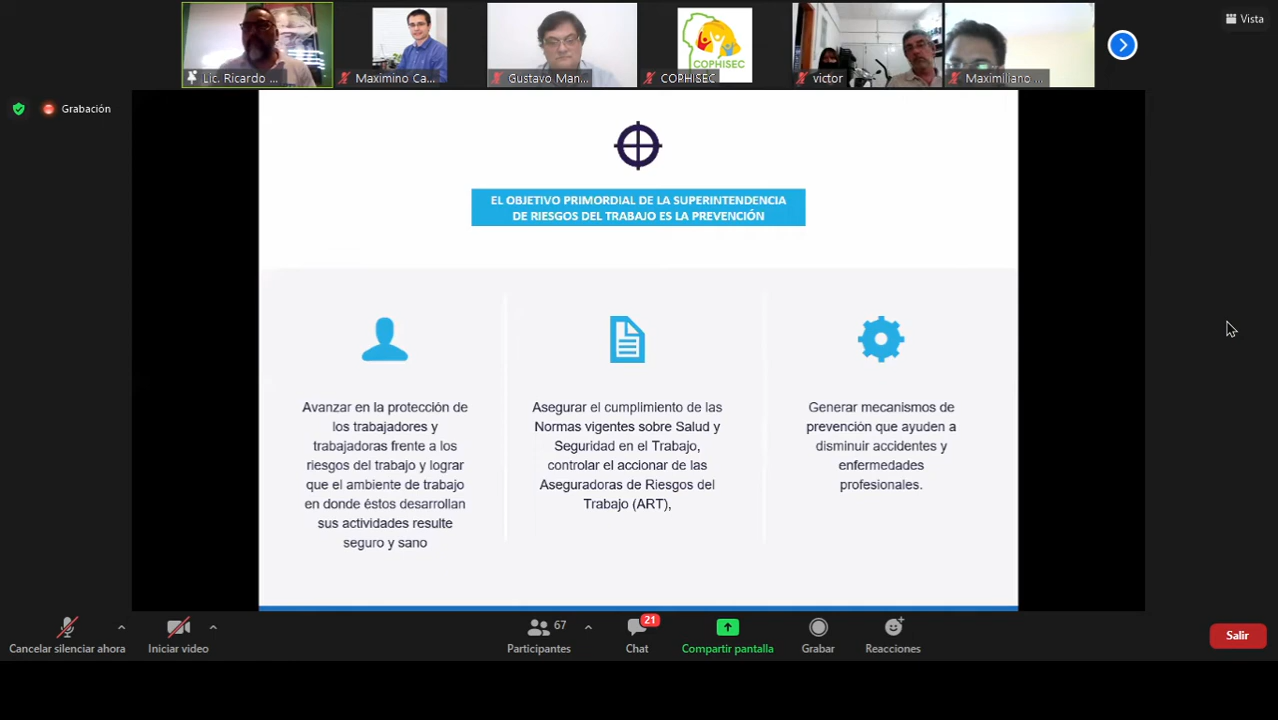 Lic. Ricardo ...
Maximino Ca...
Gustavo Man...
COPHISEC
COPHISEC
victor
Maximiliano ...
Vista
Grabación
EL OBJETIVO PRIMORDIAL DE LA SUPERINTENDENCIA
DE RIESGOS DEL TRABAJO ES LA PREVENCIÓN
Avanzar en la protección de
los trabajadores y
trabajadoras frente a los
riesgos del trabajo y lograr
que el ambiente de trabajo
en donde éstos desarrollan
sus actividades resulte
seguro y sano
Asegurar el cumplimiento de las
Normas vigentes sobre Salud y
Seguridad en el Trabajo,
controlar el accionar de las
Aseguradoras de Riesgos del
Trabajo (ART),
Generar mecanismos de
prevención que ayuden a
disminuir accidentes y
enfermedades
profesionales.
Cancelar silenciar ahora
Iniciar video
67
Participantes
21
Chat
Compartir pantalla
Grabar
Reacciones
Salir